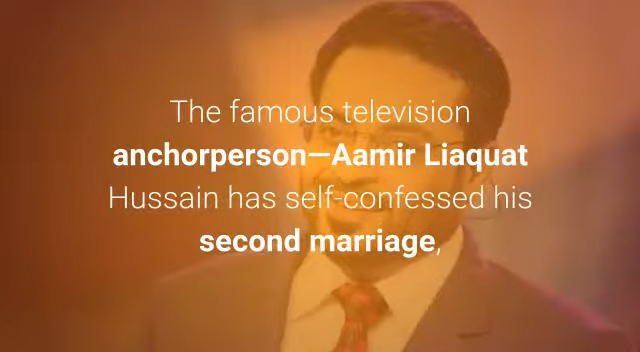 The famous television
anchorperson—Aamir Liaquat
Hussain has self-confessed his
second marriage,